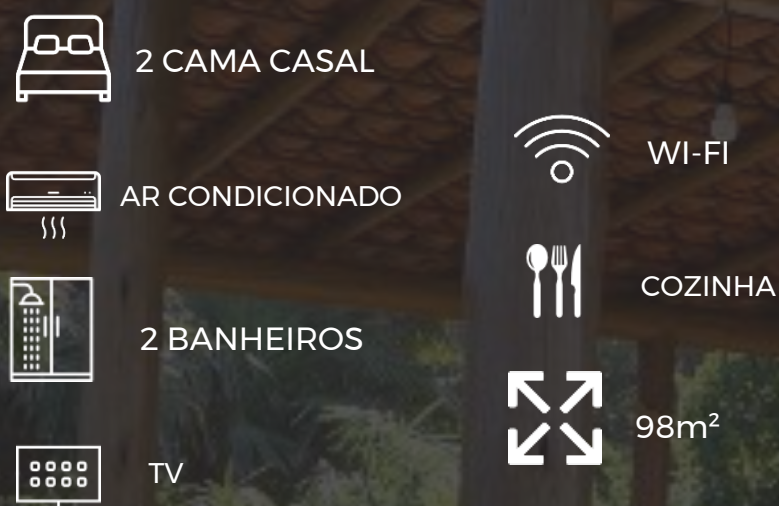 2 CAMA CASAL
AR CONDICIONADO
2 BANHEIROS
TV
WI-FI
COZINHA
98m²